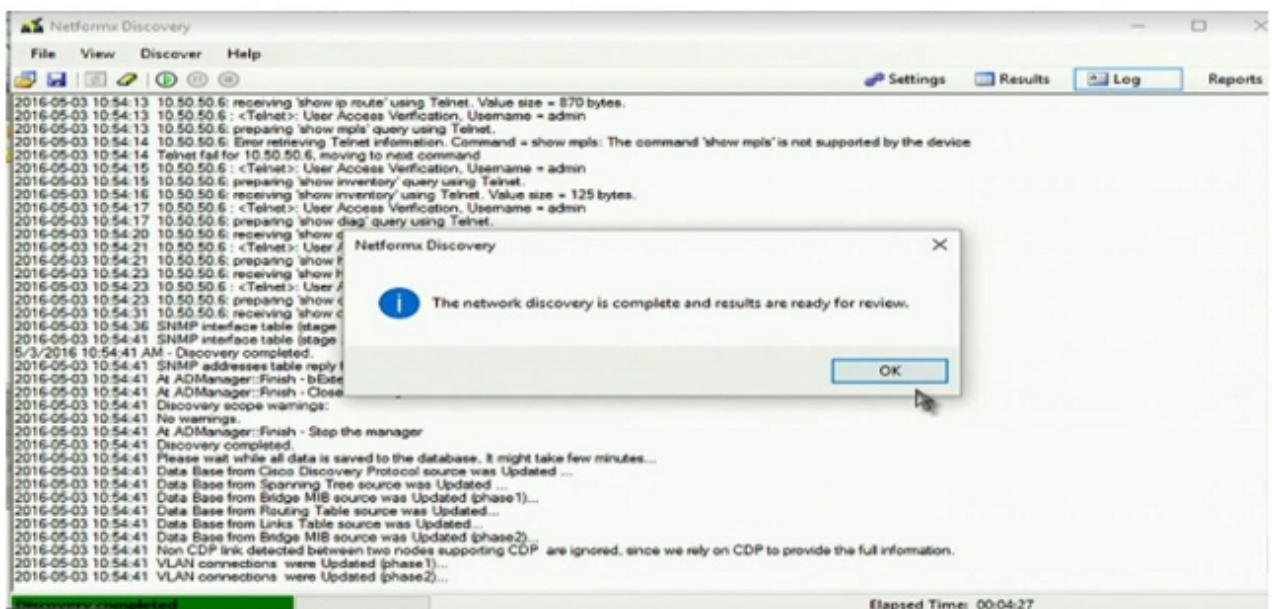 Netformx Discovery
File View Discover Help
Settings Results Log Reports
2016-05-03 10:54:13 10.50.50.6: receiving 'show ip route' using Telnet. Value size = 870 bytes.
2016-05-03 10:54:13 10.50.50.6 : <Telnet>: User Access Verification, Username = admin
2016-05-03 10:54:13 10.50.50.6: preparing 'show mpls' query using Telnet.
2016-05-03 10:54:14 10.50.50.6: Error retrieving Telnet information. Command = show mpls: The command 'show mpls' is not supported by the device
2016-05-03 10:54:14 Telnet fail for 10.50.50.6, moving to next command
2016-05-03 10:54:15 10.50.50.6 : <Telnet>: User Access Verification, Username = admin
2016-05-03 10:54:15 10.50.50.6: preparing 'show inventory' query using Telnet.
2016-05-03 10:54:16 10.50.50.6: receiving 'show inventory' using Telnet. Value size = 125 bytes.
2016-05-03 10:54:17 10.50.50.6 : <Telnet>: User Access Verification, Username = admin
2016-05-03 10:54:17 10.50.50.6: preparing 'show diag' query using Telnet.
2016-05-03 10:54:20 10.50.50.6: receiving 'show
2016-05-03 10:54:21 10.50.50.6 : <Telnet>: User
2016-05-03 10:54:21 10.50.50.6: preparing 'show
2016-05-03 10:54:23 10.50.50.6: receiving 'show
2016-05-03 10:54:23 10.50.50.6 : <Telnet>: User
2016-05-03 10:54:23 10.50.50.6: preparing 'show
2016-05-03 10:54:31 10.50.50.6: receiving 'show
2016-05-03 10:54:36 SNMP interface table (stage
2016-05-03 10:54:41 SNMP interface table (stage
5/3/2016 10:54:41 AM - Discovery completed.
2016-05-03 10:54:41 SNMP addresses table reply
2016-05-03 10:54:41 At ADManager::Finish - bExte
2016-05-03 10:54:41 At ADManager::Finish - Close
2016-05-03 10:54:41 Discovery scope warnings:
2016-05-03 10:54:41 No warnings.
2016-05-03 10:54:41 At ADManager::Finish - Stop the manager
2016-05-03 10:54:41 Discovery completed.
2016-05-03 10:54:41 Please wait while all data is saved to the database. It might take few minutes...
2016-05-03 10:54:41 Data Base from Cisco Discovery Protocol source was Updated ...
2016-05-03 10:54:41 Data Base from Spanning Tree source was Updated ...
2016-05-03 10:54:41 Data Base from Bridge MIB source was Updated (phase1)...
2016-05-03 10:54:41 Data Base from Routing Table source was Updated...
2016-05-03 10:54:41 Data Base from Links Table source was Updated...
2016-05-03 10:54:41 Data Base from Bridge MIB source was Updated (phase2)...
2016-05-03 10:54:41 Non CDP link detected between two nodes supporting CDP are ignored, since we rely on CDP to provide the full information.
2016-05-03 10:54:41 VLAN connections were Updated (phase1)...
2016-05-03 10:54:41 VLAN connections were Updated (phase2)...
Netformx Discovery
The network discovery is complete and results are ready for review.
OK
Discovery completed
Elapsed Time: 00:04:27